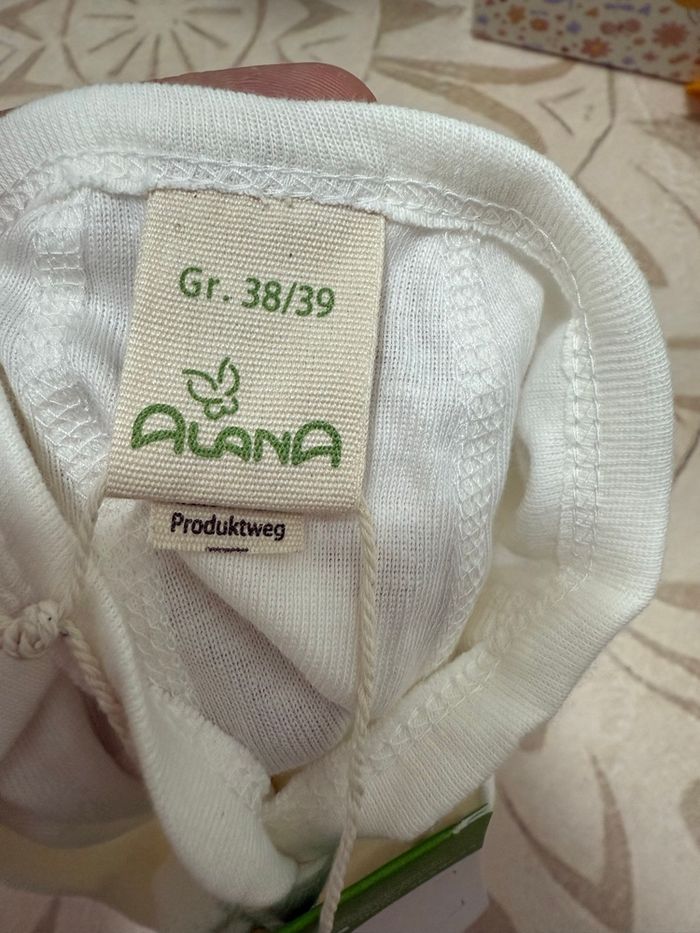 Gr. 38/39
ALANA
Produktweg